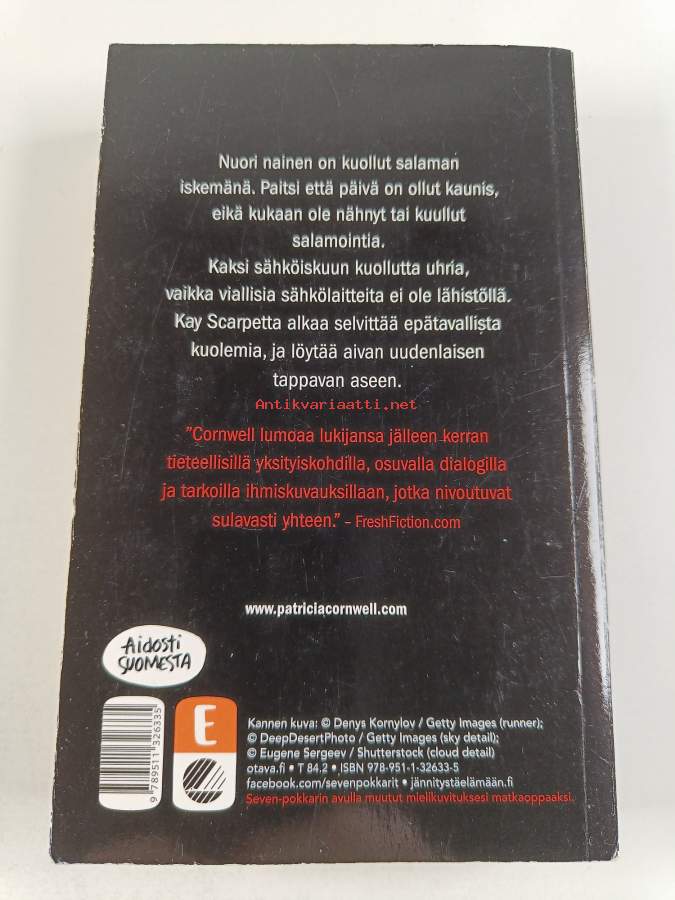 Nuori nainen on kuollut salaman
iskemänä. Paitsi että päivä on ollut kaunis,
eikä kukaan ole nähnyt tai kuullut
salamointia.
Kaksi sähköiskuun kuollutta uhria,
vaikka viallisia sähkölaitteita ei ole lähistöllä.
Kay Scarpetta alkaa selvittää epätavallista
kuolemia, ja löytää aivan uudenlaisen
tappavan aseen.
Antikvariaatti.net
"Cornwell lumoaa lukijansa jälleen kerran
tieteellisillä yksityiskohdilla, osuvalla dialogilla
ja tarkoilla ihmiskuvauksillaan, jotka nivoutuvat
sulavasti yhteen." – FreshFiction.com
www.patriciacornwell.com
Aidosti
SUOMESTA
9 789511 326335
E
Kannen kuva: © Denys Kornylov / Getty Images (runner);
© DeepDesertPhoto / Getty Images (sky detail);
© Eugene Sergeev / Shutterstock (cloud detail)
otava.fi • T 84.2 • ISBN 978-951-1-32633-5
facebook.com/sevenpokkarit • jännitystäelämään.fi
Seven-pokkarin avulla muutut mielikuvituksesi matkaoppaaksi.